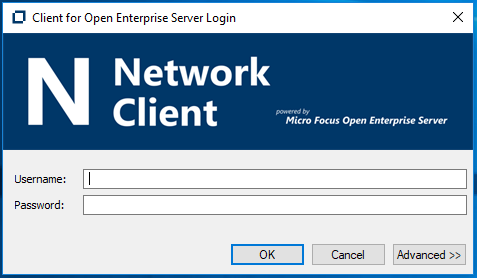 Client for Open Enterprise Server Login
N Network
Client
powered by
Micro Focus Open Enterprise Server
Username:
Password:
OK Cancel Advanced >>